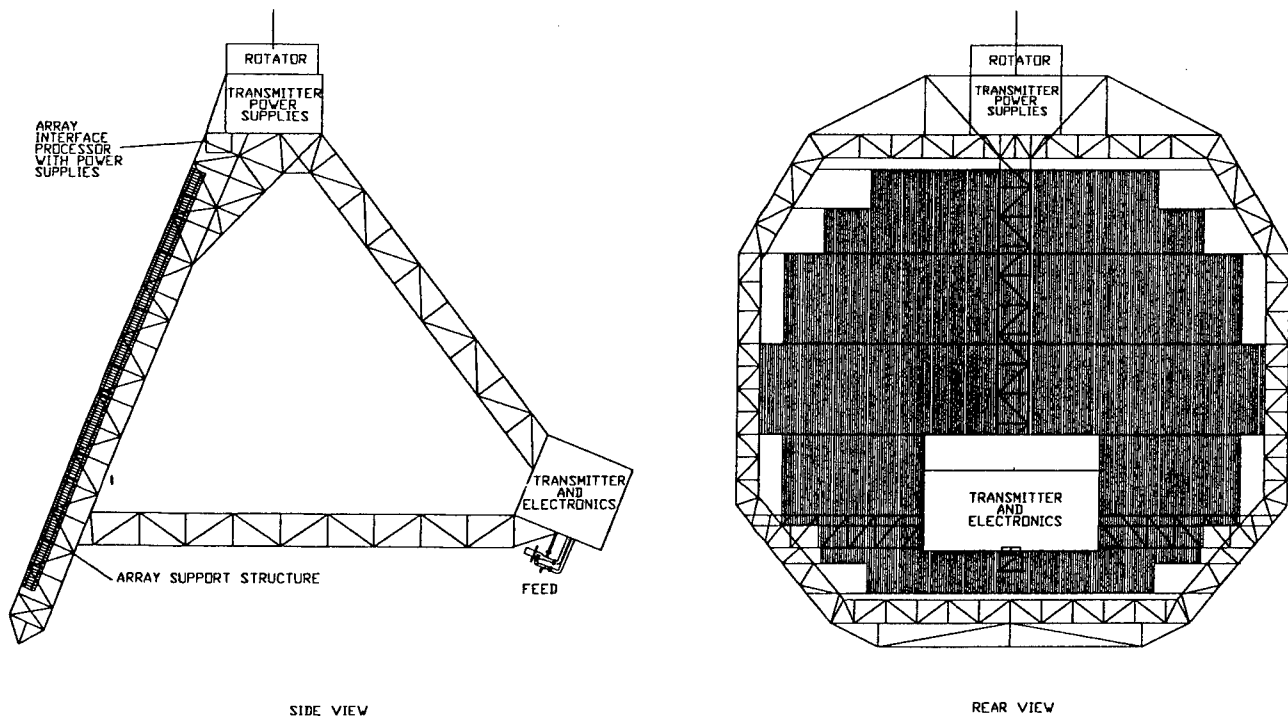 ROTATOR
TRANSMITTER
POWER
SUPPLIES
ARRAY
INTERFACE
PROCESSOR
WITH POWER
SUPPLIES
TRANSMITTER
AND
ELECTRONICS
ARRAY SUPPORT STRUCTURE
FEED
SIDE VIEW
ROTATOR
TRANSMITTER
POWER
SUPPLIES
TRANSMITTER
AND
ELECTRONICS
REAR VIEW